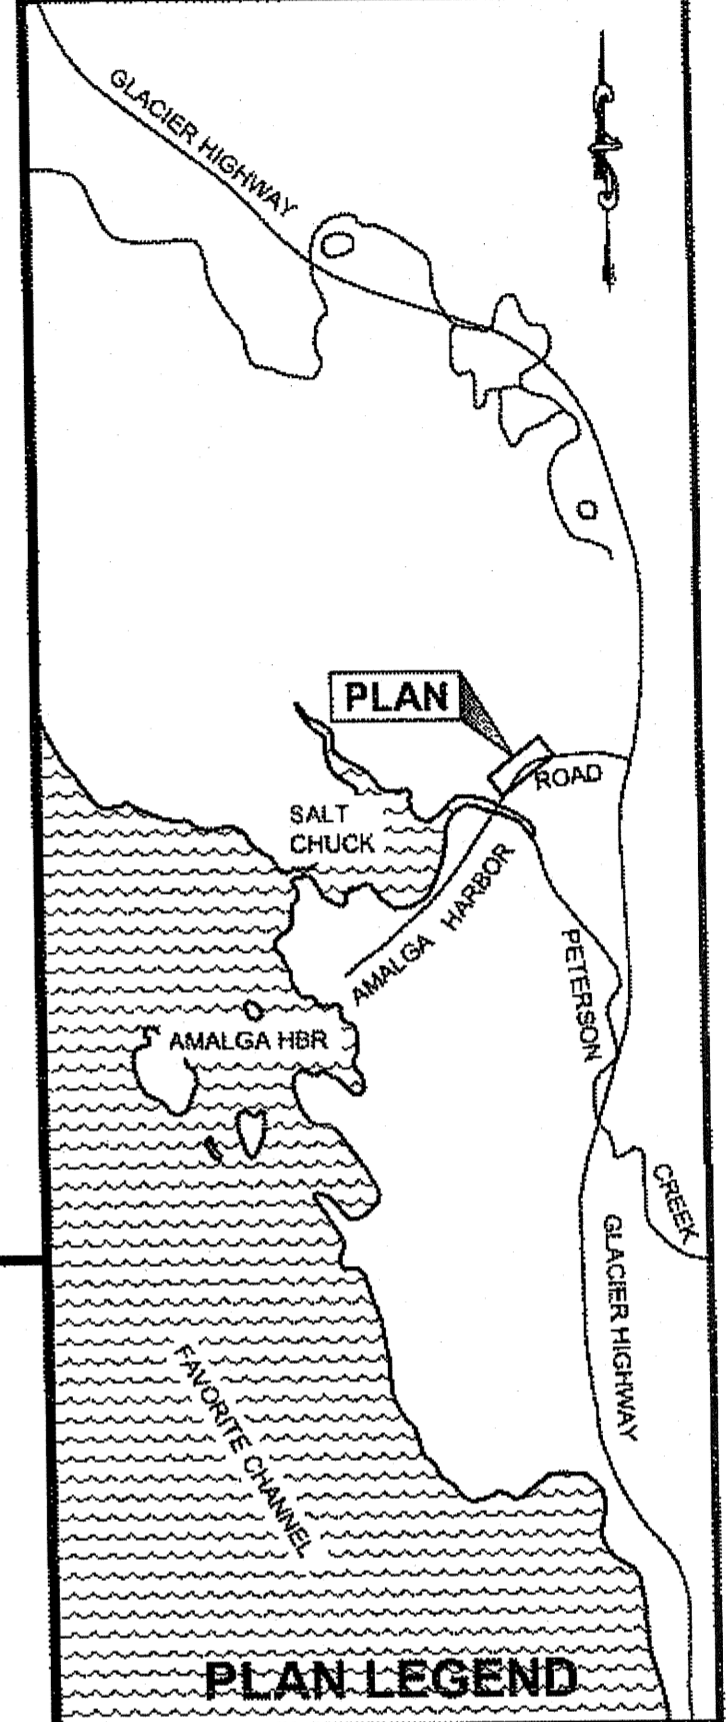 GLACIER HIGHWAY
PLAN
ROAD
SALT
CHUCK
AMALGA HARBOR
PETERSON
AMALGA HBR
CREEK
GLACIER HIGHWAY
FAVORITE CHANNEL
PLAN LEGEND